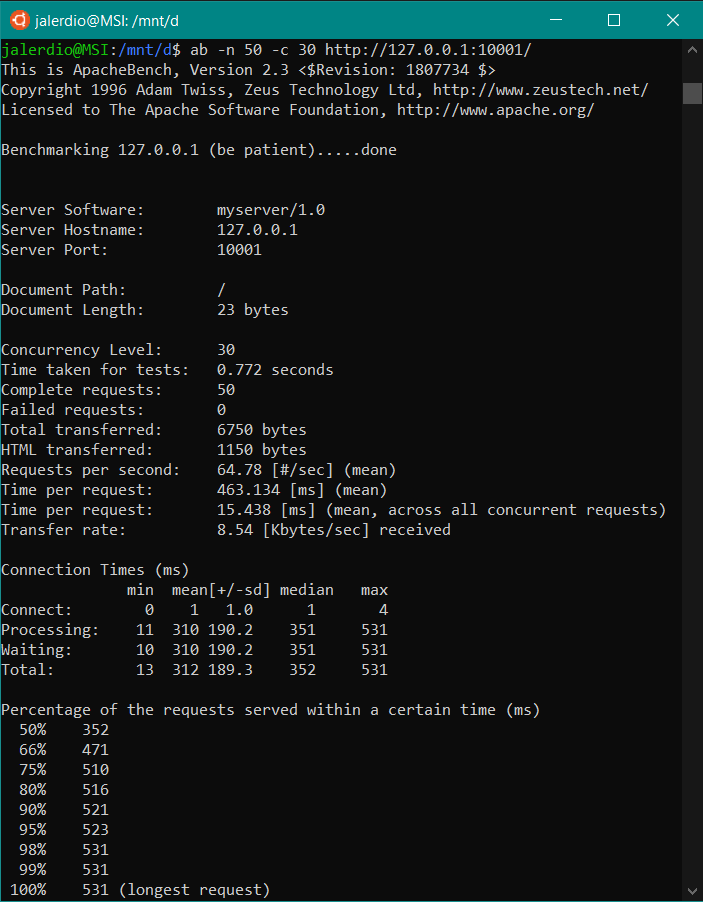 jalerdio@MSI: /mnt/d
jalerdio@MSI:/mnt/d$ ab -n 50 -c 30 http://127.0.0.1:10001/
This is ApacheBench, Version 2.3 <$Revision: 1807734 $>
Copyright 1996 Adam Twiss, Zeus Technology Ltd, http://www.zeustech.net/
Licensed to The Apache Software Foundation, http://www.apache.org/

Benchmarking 127.0.0.1 (be patient).....done


Server Software:        myserver/1.0
Server Hostname:        127.0.0.1
Server Port:            10001

Document Path:          /
Document Length:        23 bytes

Concurrency Level:      30
Time taken for tests:   0.772 seconds
Complete requests:      50
Failed requests:        0
Total transferred:      6750 bytes
HTML transferred:       1150 bytes
Requests per second:    64.78 [#/sec] (mean)
Time per request:       463.134 [ms] (mean)
Time per request:       15.438 [ms] (mean, across all concurrent requests)
Transfer rate:          8.54 [Kbytes/sec] received

Connection Times (ms)
              min  mean[+/-sd] median   max
Connect:        0    1   1.0      1       4
Processing:    11  310 190.2    351     531
Waiting:       10  310 190.2    351     531
Total:         13  312 189.3    352     531

Percentage of the requests served within a certain time (ms)
  50%    352
  66%    471
  75%    510
  80%    516
  90%    521
  95%    523
  98%    531
  99%    531
 100%    531 (longest request)